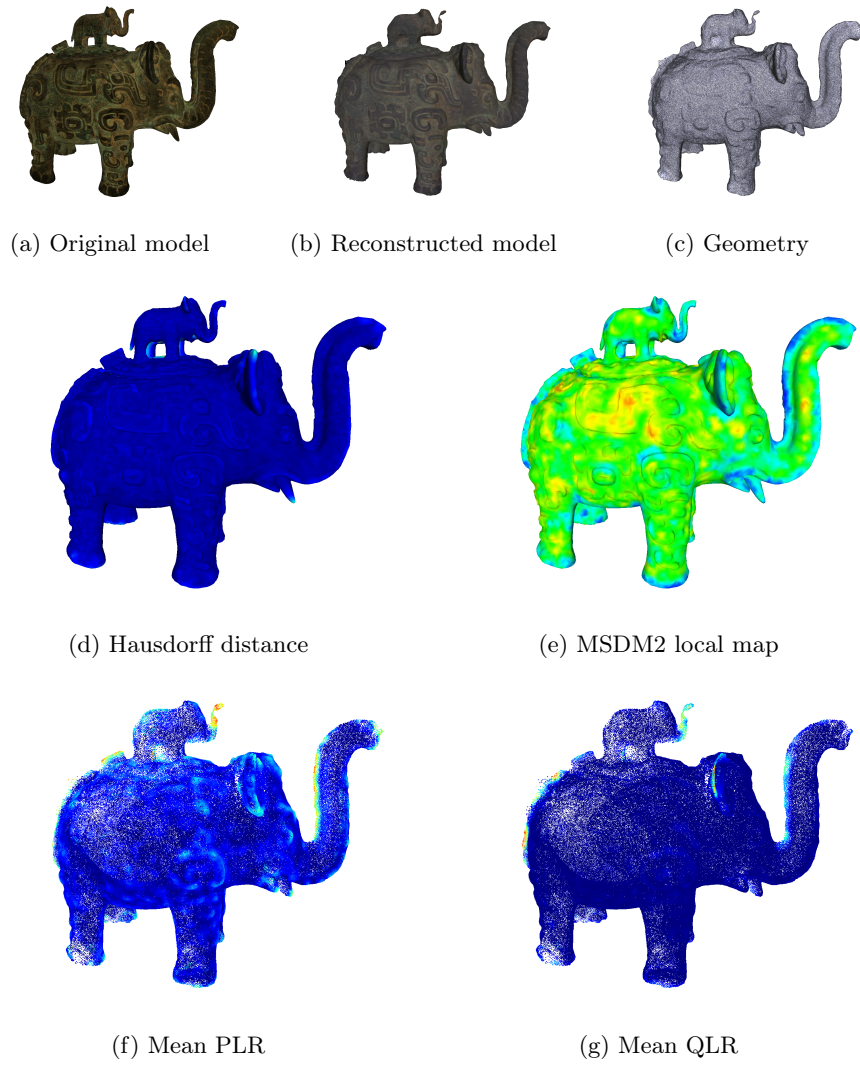 (a) Original model
(b) Reconstructed model
(c) Geometry
(d) Hausdorff distance
(e) MSDM2 local map
(f) Mean PLR
(g) Mean QLR